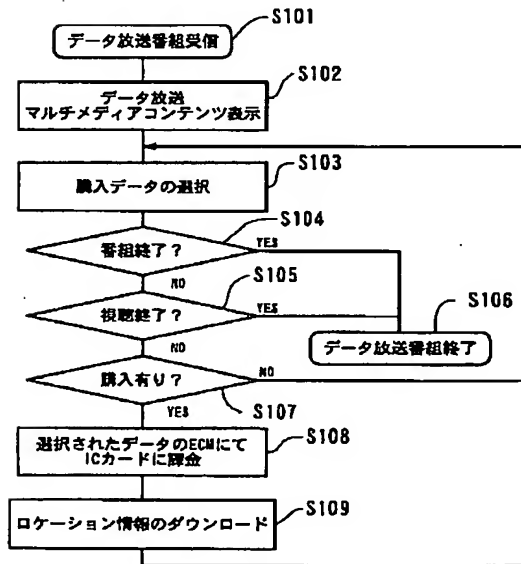 データ放送番組受信
S101
データ放送
マルチメディアコンテンツ表示
S102
購入データの選択
S103
番組終了?
S104
YES
NO
視聴終了?
S105
YES
NO
データ放送番組終了
S106
購入有り?
NO
S107
YES
選択されたデータのECMにて
ICカードに課金
S108
ロケーション情報のダウンロード
S109